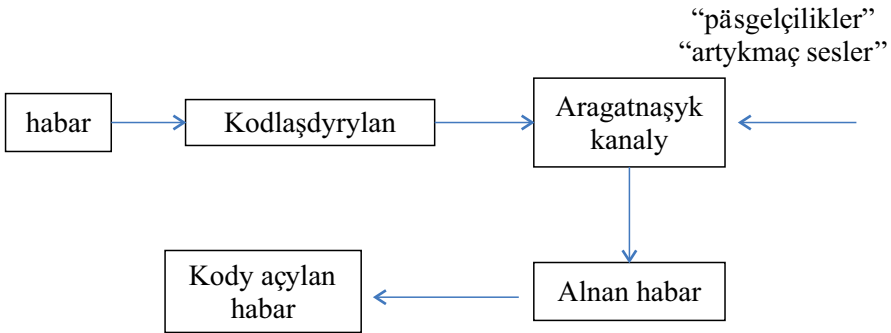 “päsgelçilikler”
“artykmaç sesler”
habar
Kodlaşdyrylan
Aragatnaşyk
kanaly
Kody açylan
habar
Alnan habar